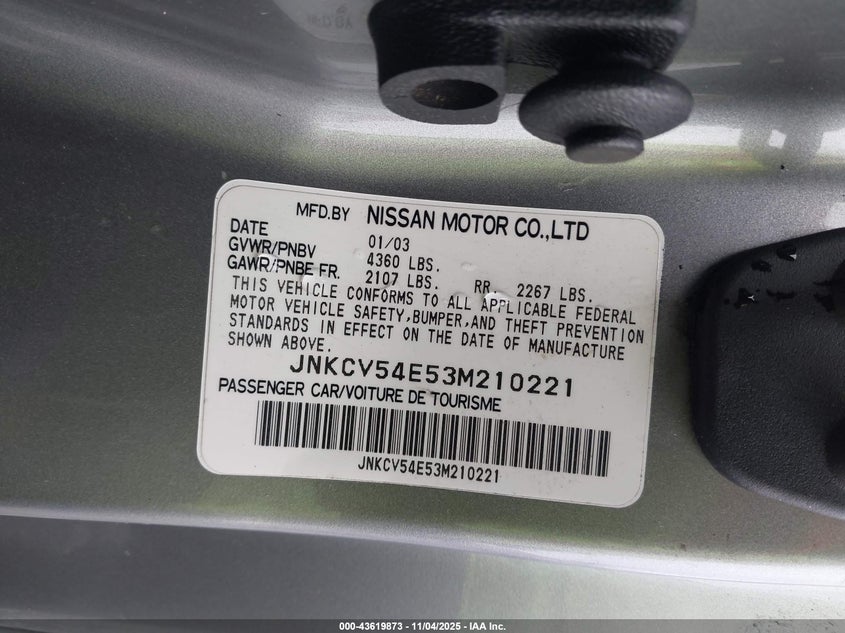 MFD.BY NISSAN MOTOR CO.,LTD
DATE 01/03
GVWR/PNBV 4360 LBS.
GAWR/PNBE FR. 2107 LBS. RR. 2267 LBS.
THIS VEHICLE CONFORMS TO ALL APPLICABLE FEDERAL
MOTOR VEHICLE SAFETY,BUMPER,AND THEFT PREVENTION
STANDARDS IN EFFECT ON THE DATE OF MANUFACTURE
SHOWN ABOVE.
JNKCV54E53M210221
PASSENGER CAR/VOITURE DE TOURISME
JNKCV54E53M210221
000-43619873 - 11/04/2025 - IAA Inc.